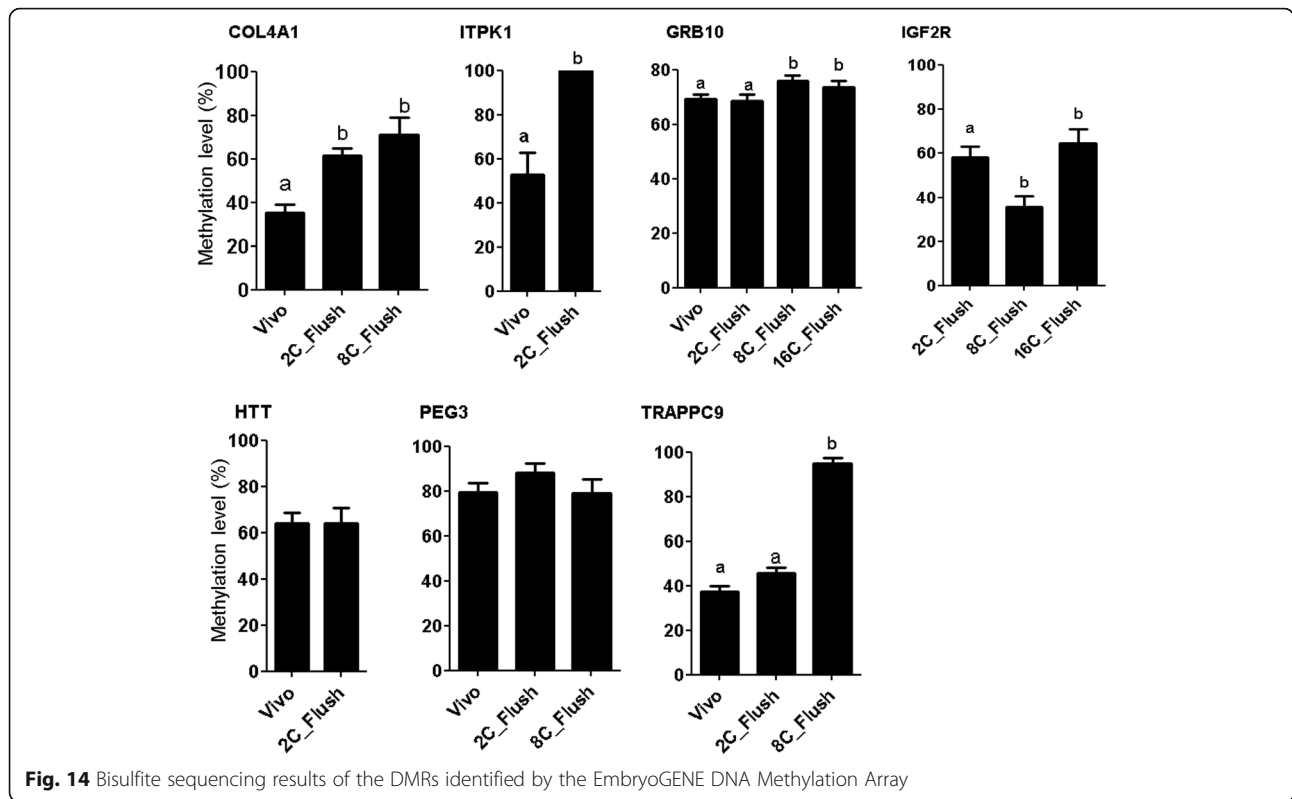 COL4A1
ITPK1
GRB10
IGF2R
Methylation level (%)
100
80
60
40
20
0
a
b
b
Vivo
2C_Flush
8C_Flush
100
80
60
40
20
0
a
b
Vivo
2C_Flush
80
60
40
20
0
a
a
b
b
Vivo
2C_Flush
8C_Flush
16C_Flush
100
80
60
40
20
0
a
b
b
2C_Flush
8C_Flush
16C_Flush
HTT
PEG3
TRAPPC9
Methylation level (%)
100
80
60
40
20
0
Vivo
2C_Flush
100
80
60
40
20
0
Vivo
2C_Flush
8C_Flush
100
80
60
40
20
0
a
a
b
Vivo
2C_Flush
8C_Flush
Fig. 14 Bisulfite sequencing results of the DMRs identified by the EmbryoGENE DNA Methylation Array